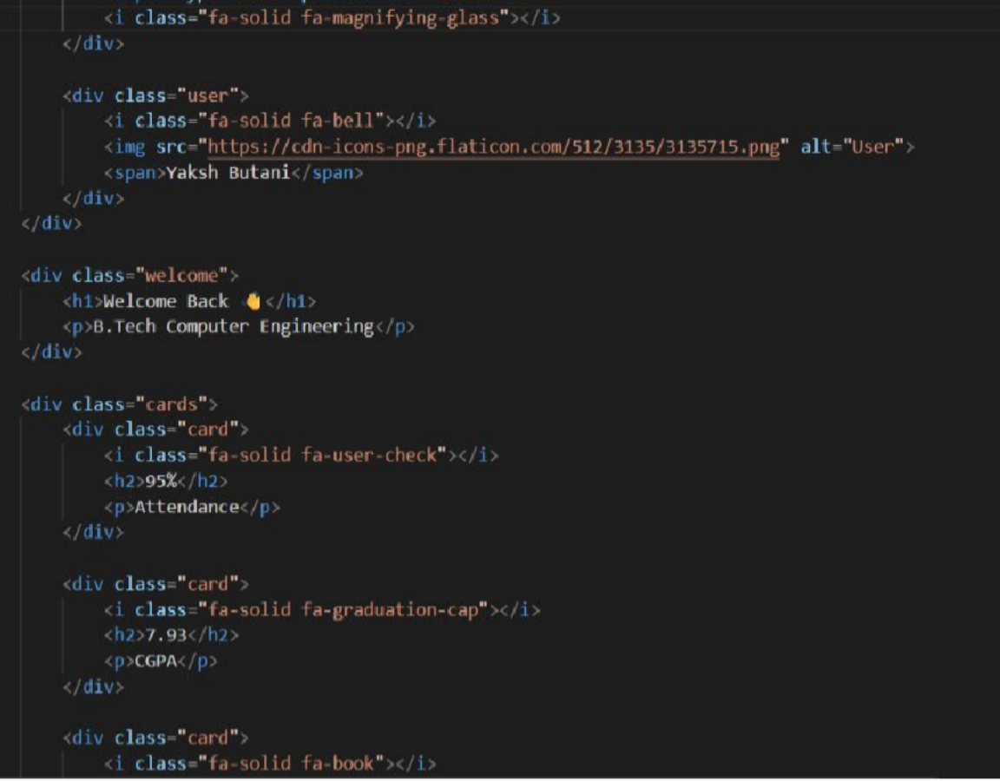 <i class="fa-solid fa-magnifying-glass"></i>
</div>
<div class="user">
<i class="fa-solid fa-bell"></i>
<img src="https://cdn-icons-png.flaticon.com/512/3135/3135715.png" alt="User">
<span>Yaksh Butani</span>
</div>
</div>
<div class="welcome">
<h1>Welcome Back 👋</h1>
<p>B.Tech Computer Engineering</p>
</div>
<div class="cards">
<div class="card">
<i class="fa-solid fa-user-check"></i>
<h2>95%</h2>
<p>Attendance</p>
</div>
<div class="card">
<i class="fa-solid fa-graduation-cap"></i>
<h2>7.93</h2>
<p>CGPA</p>
</div>
<div class="card">
<i class="fa-solid fa-book"></i>